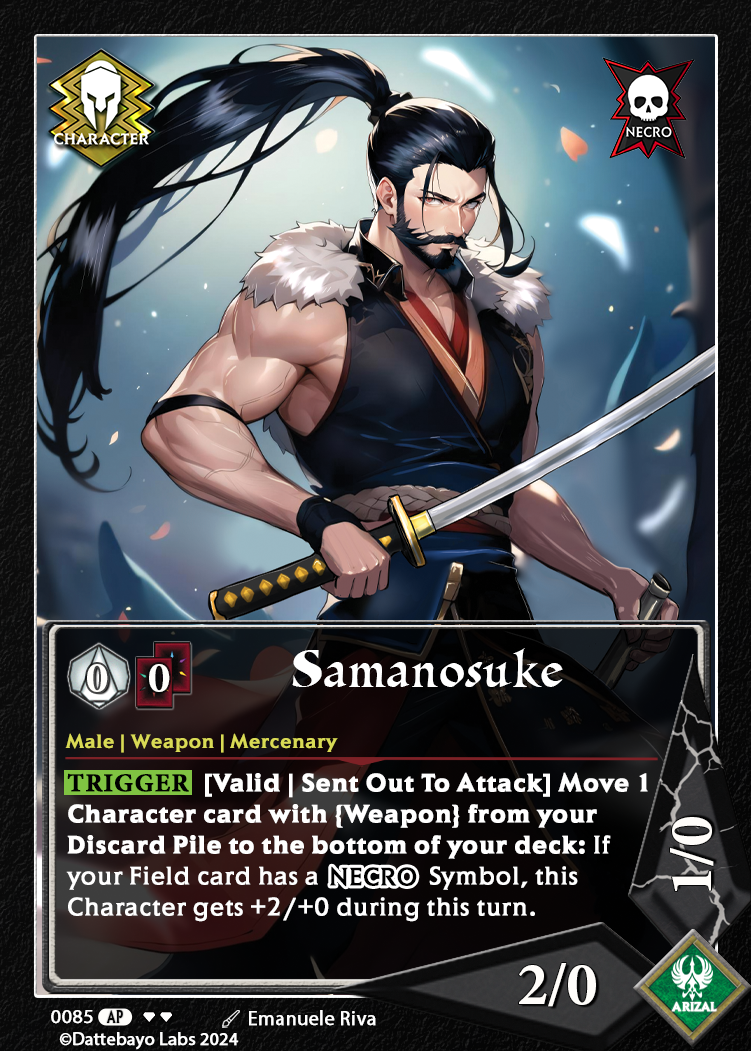 CHARACTER
NECRO
0
0
Samanosuke
Male | Weapon | Mercenary
TRIGGER [Valid | Sent Out To Attack] Move 1
Character card with {Weapon} from your
Discard Pile to the bottom of your deck: If
your Field card has a NECRO Symbol, this
Character gets +2/+0 during this turn.
1/0
2/0
ARIZAL
0085 AP ♥♥ Emanuele Riva
©Dattebayo Labs 2024